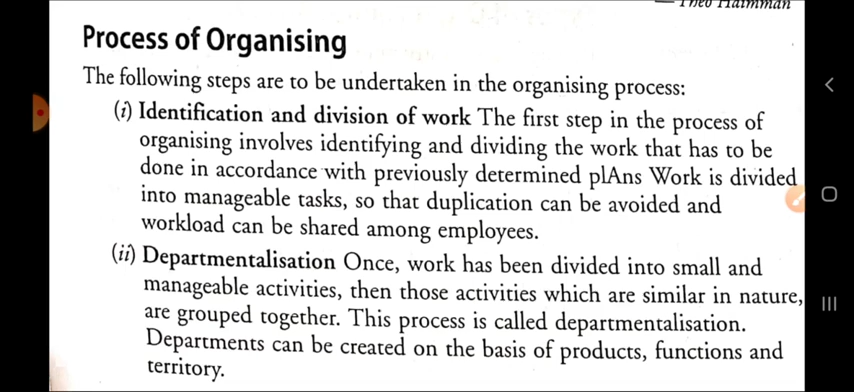 — Theo Haimman
Process of Organising
The following steps are to be undertaken in the organising process:
(i) Identification and division of work The first step in the process of
organising involves identifying and dividing the work that has to be
done in accordance with previously determined plAns Work is divided
into manageable tasks, so that duplication can be avoided and
workload can be shared among employees.
(ii) Departmentalisation Once, work has been divided into small and
manageable activities, then those activities which are similar in nature,
are grouped together. This process is called departmentalisation.
Departments can be created on the basis of products, functions and
territory.